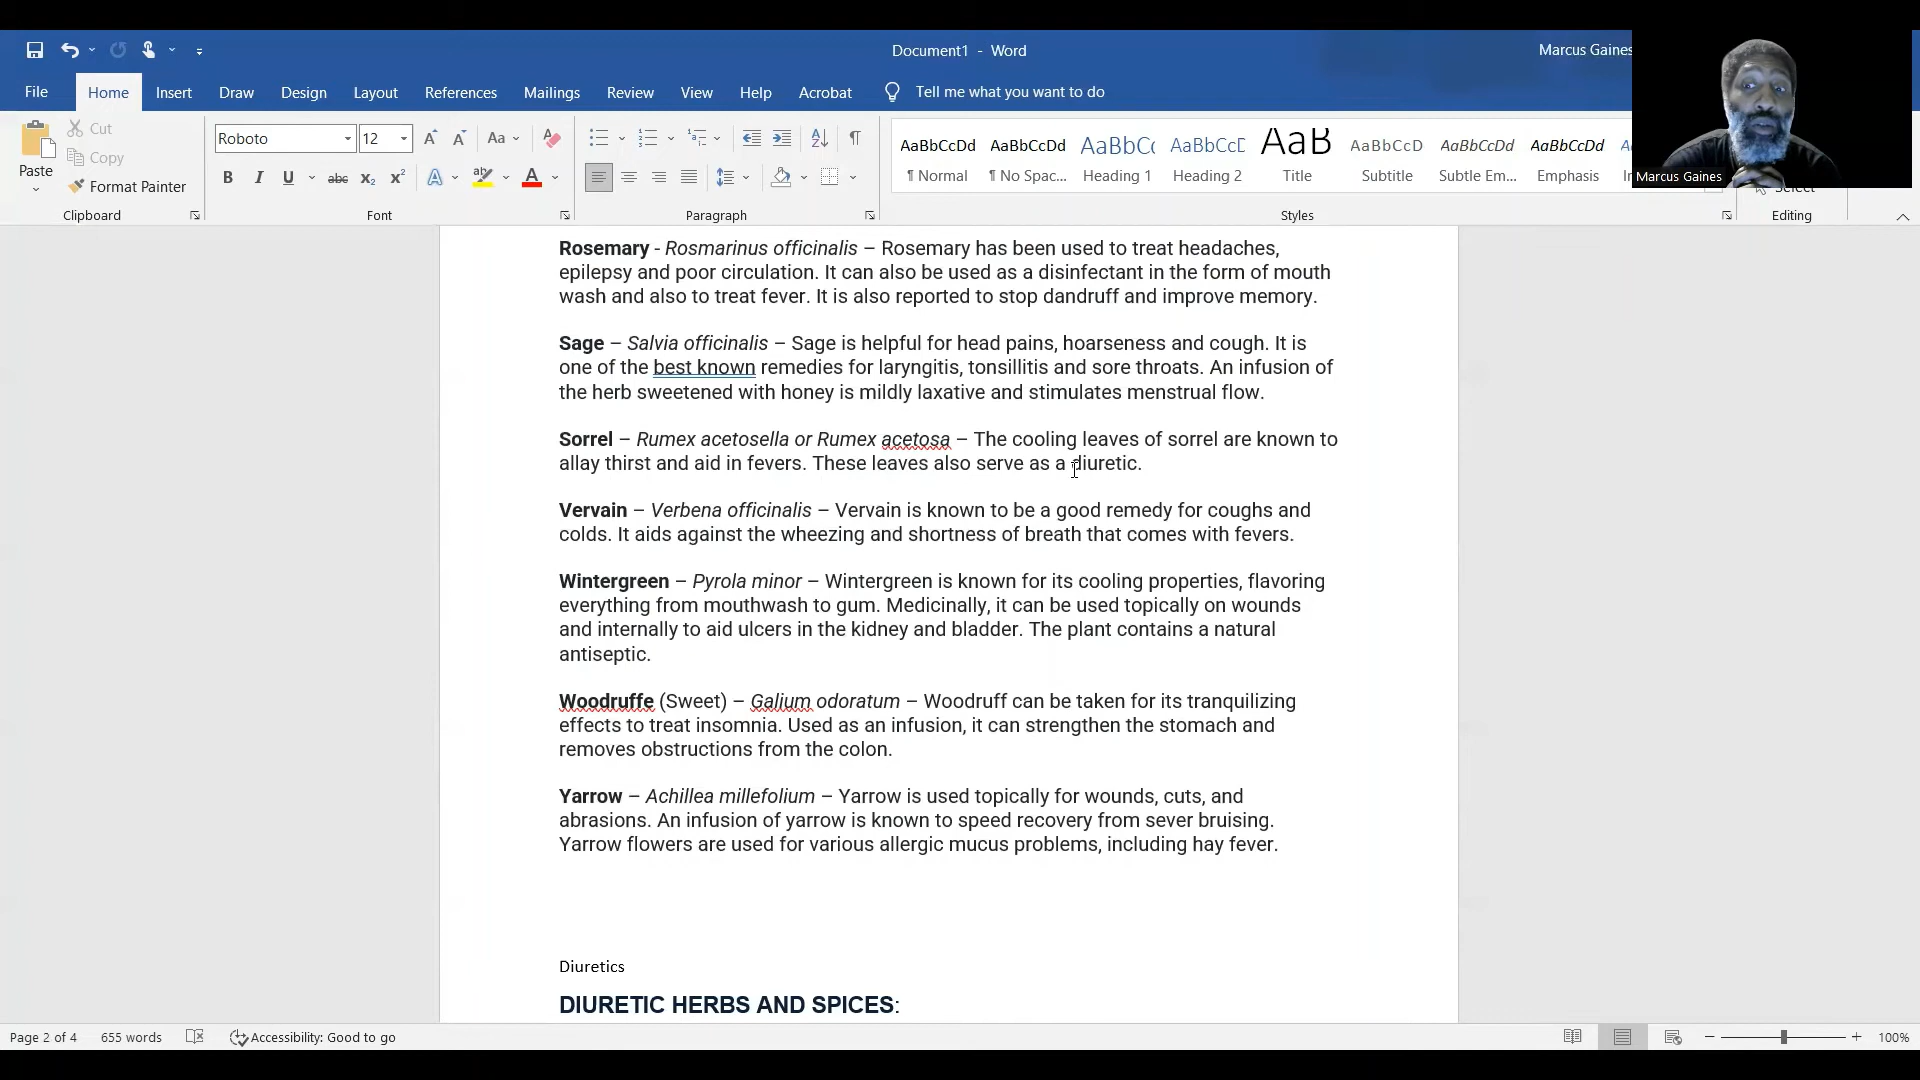 Document1 - Word
Marcus Gaines
File Home Insert Draw Design Layout References Mailings Review View Help Acrobat Tell me what you want to do
Cut
Copy
Paste
Format Painter
Clipboard
Roboto 12
Aa
B I U abc x₂ x² A A
Font
Paragraph
AaBbCcDd AaBbCcDd AaBbC AaBbCcD AaB AaBbCcD AaBbCcDd AaBbCcDd
¶ Normal ¶ No Spac... Heading 1 Heading 2 Title Subtitle Subtle Em... Emphasis
Styles
Select
Editing
Marcus Gaines
Rosemary - Rosmarinus officinalis – Rosemary has been used to treat headaches,
epilepsy and poor circulation. It can also be used as a disinfectant in the form of mouth
wash and also to treat fever. It is also reported to stop dandruff and improve memory.
Sage – Salvia officinalis – Sage is helpful for head pains, hoarseness and cough. It is
one of the best known remedies for laryngitis, tonsillitis and sore throats. An infusion of
the herb sweetened with honey is mildly laxative and stimulates menstrual flow.
Sorrel – Rumex acetosella or Rumex acetosa – The cooling leaves of sorrel are known to
allay thirst and aid in fevers. These leaves also serve as a diuretic.
Vervain – Verbena officinalis – Vervain is known to be a good remedy for coughs and
colds. It aids against the wheezing and shortness of breath that comes with fevers.
Wintergreen – Pyrola minor – Wintergreen is known for its cooling properties, flavoring
everything from mouthwash to gum. Medicinally, it can be used topically on wounds
and internally to aid ulcers in the kidney and bladder. The plant contains a natural
antiseptic.
Woodruffe (Sweet) – Galium odoratum – Woodruff can be taken for its tranquilizing
effects to treat insomnia. Used as an infusion, it can strengthen the stomach and
removes obstructions from the colon.
Yarrow – Achillea millefolium – Yarrow is used topically for wounds, cuts, and
abrasions. An infusion of yarrow is known to speed recovery from sever bruising.
Yarrow flowers are used for various allergic mucus problems, including hay fever.
Diuretics
DIURETIC HERBS AND SPICES:
Page 2 of 4 655 words Accessibility: Good to go 100%